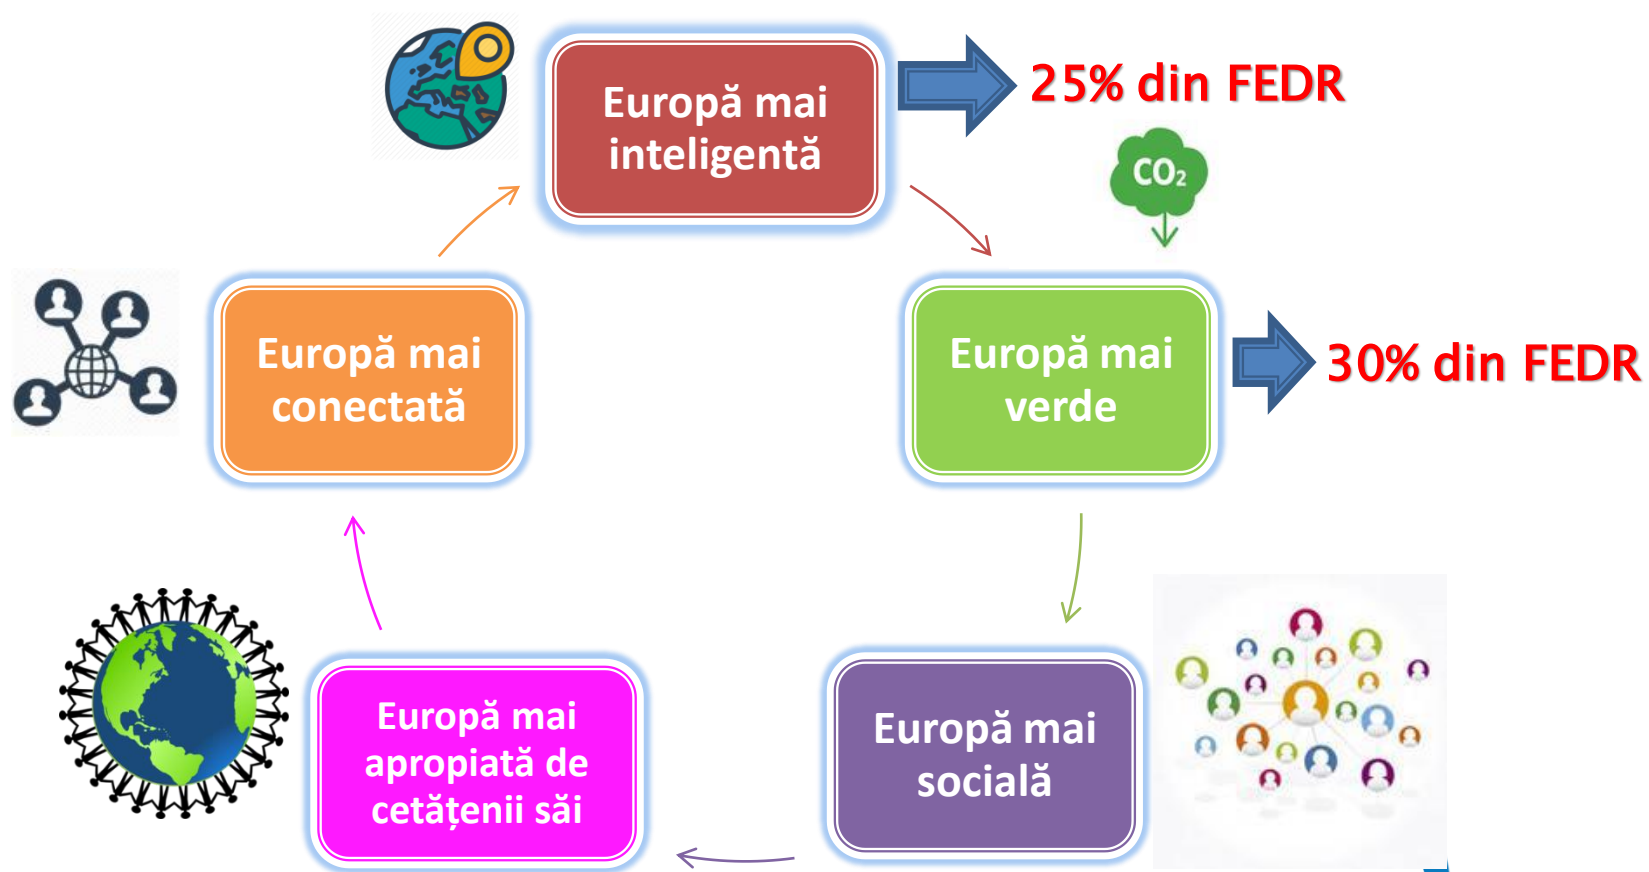 Europă mai
inteligentă
25% din FEDR
CO₂
Europă mai
verde
30% din FEDR
Europă mai
conectată
Europă mai
socială
Europă mai
apropiată de
cetățenii săi